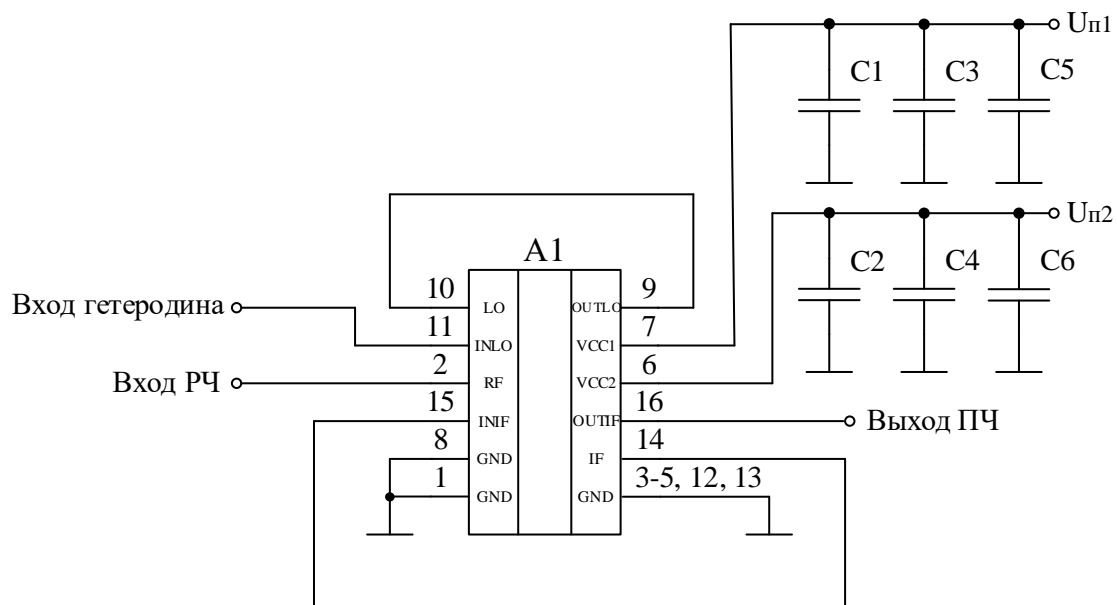 Uп1
C1 C3 C5
Uп2
C2 C4 C6
A1
Вход гетеродина
10 LO OUTLO 9
11 INLO VCC1 7
Вход РЧ
2 RF VCC2 6
15 INIF OUTIF 16
Выход ПЧ
8 GND IF 14
1 GND GND 3-5, 12, 13